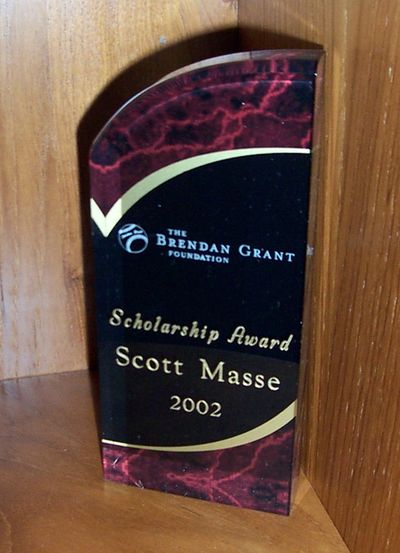 THE
BRENDAN GRANT
FOUNDATION
Scholarship Award
Scott Masse
2002